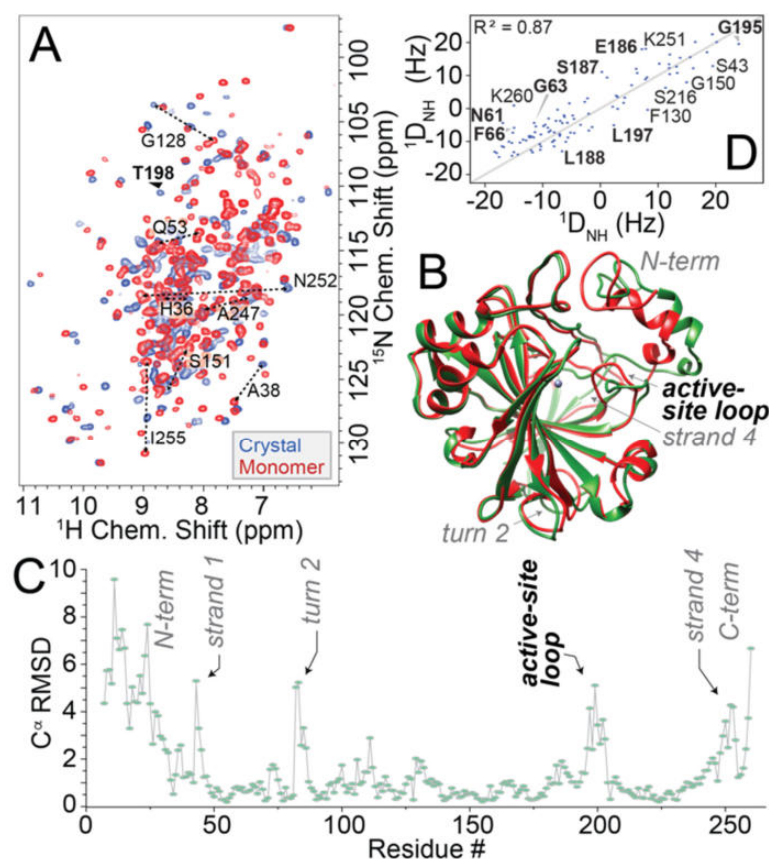 A
G128
T198
Q53
N252
H36
A247
S151
A38
I255
Crystal
Monomer
100
105
110
115
120
125
130
¹⁵N Chem. Shift (ppm)
11 10 9 8 7
¹H Chem. Shift (ppm)
R² = 0.87
G195
E186 K251
S187
S43
K260 G63
G150
S216
N61
F130
F66
L197
L188
D
20
10
0
-10
-20
¹D_NH (Hz)
-20 -10 0 10 20
¹D_NH (Hz)
B
N-term
active-
site loop
strand 4
turn 2
C
10
8
6
4
2
0
Cᵅ RMSD
N-term
strand 1
turn 2
active-site
loop
strand 4
C-term
0 50 100 150 200 250
Residue #